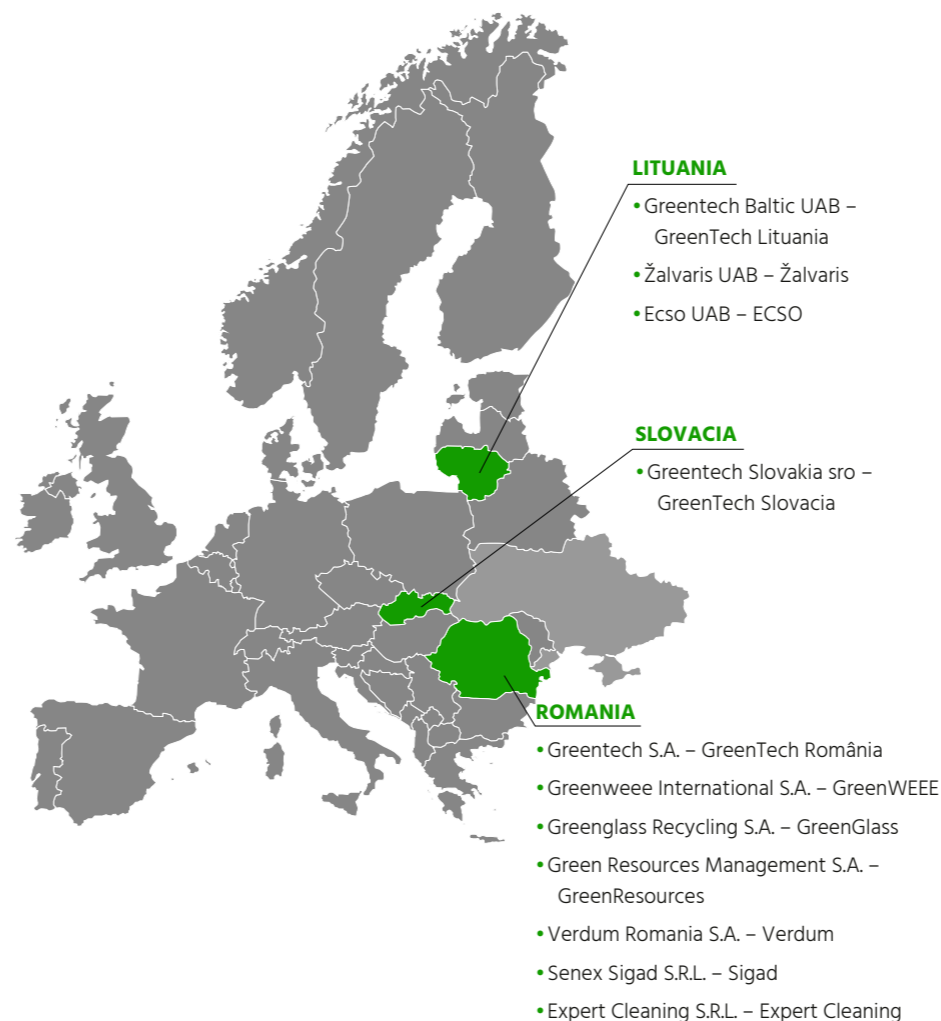 LITUANIA
• Greentech Baltic UAB –
GreenTech Lituania
• Žalvaris UAB – Žalvaris
• Ecso UAB – ECSO
SLOVACIA
• Greentech Slovakia sro –
GreenTech Slovacia
ROMANIA
• Greentech S.A. – GreenTech România
• Greenweee International S.A. – GreenWEEE
• Greenglass Recycling S.A. – GreenGlass
• Green Resources Management S.A. –
GreenResources
• Verdum Romania S.A. – Verdum
• Senex Sigad S.R.L. – Sigad
• Expert Cleaning S.R.L. – Expert Cleaning